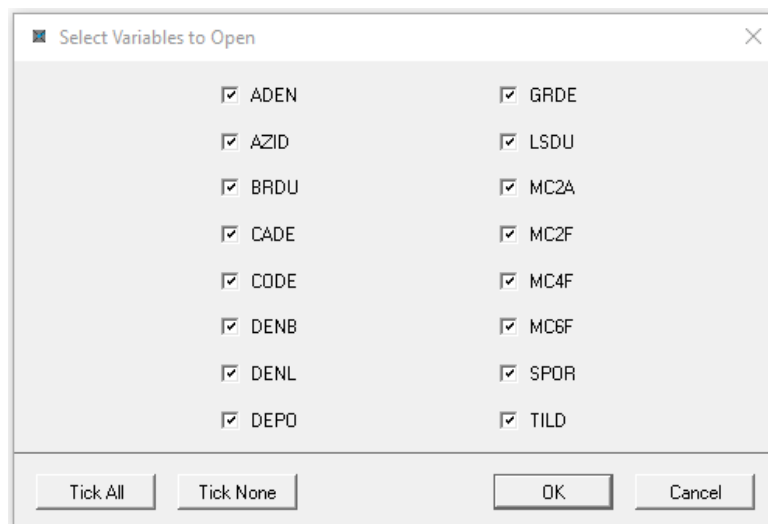 Select Variables to Open
ADEN GRDE
AZID LSDU
BRDU MC2A
CADE MC2F
CODE MC4F
DENB MC6F
DENL SPOR
DEPO TILD
Tick All Tick None OK Cancel